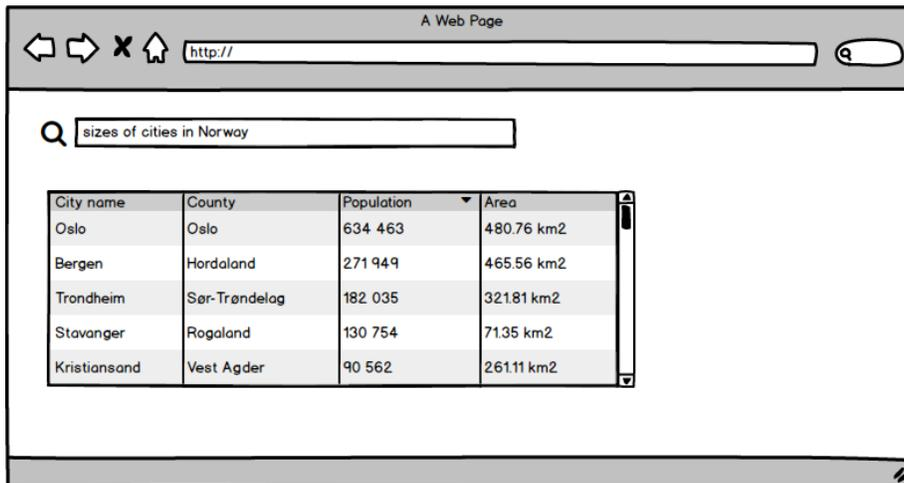 A Web Page
http://
sizes of cities in Norway
City name County Population Area
Oslo Oslo 634 463 480.76 km2
Bergen Hordaland 271 949 465.56 km2
Trondheim Sør-Trøndelag 182 035 321.81 km2
Stavanger Rogaland 130 754 71.35 km2
Kristiansand Vest Agder 90 562 261.11 km2